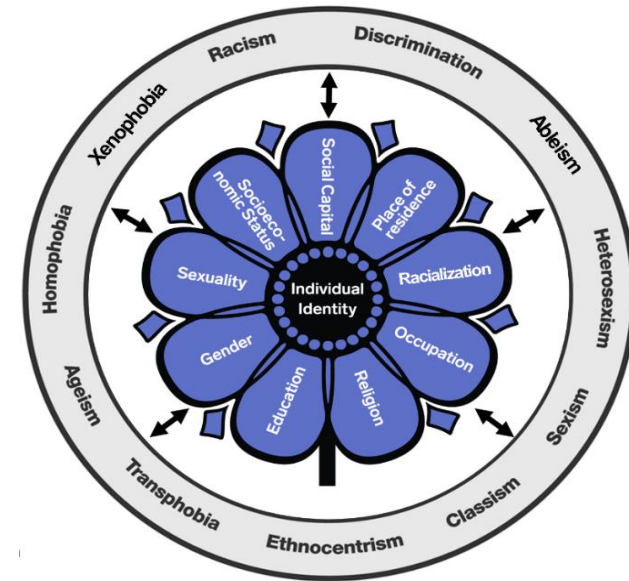 Discrimination
Ableism
Heterosexism
Sexism
Classism
Ethnocentrism
Transphobia
Ageism
Homophobia
Xenophobia
Racism
Social Capital
Place of
residence
Racialization
Occupation
Religion
Education
Gender
Sexuality
Socioeco-
nomic Status
Individual
Identity